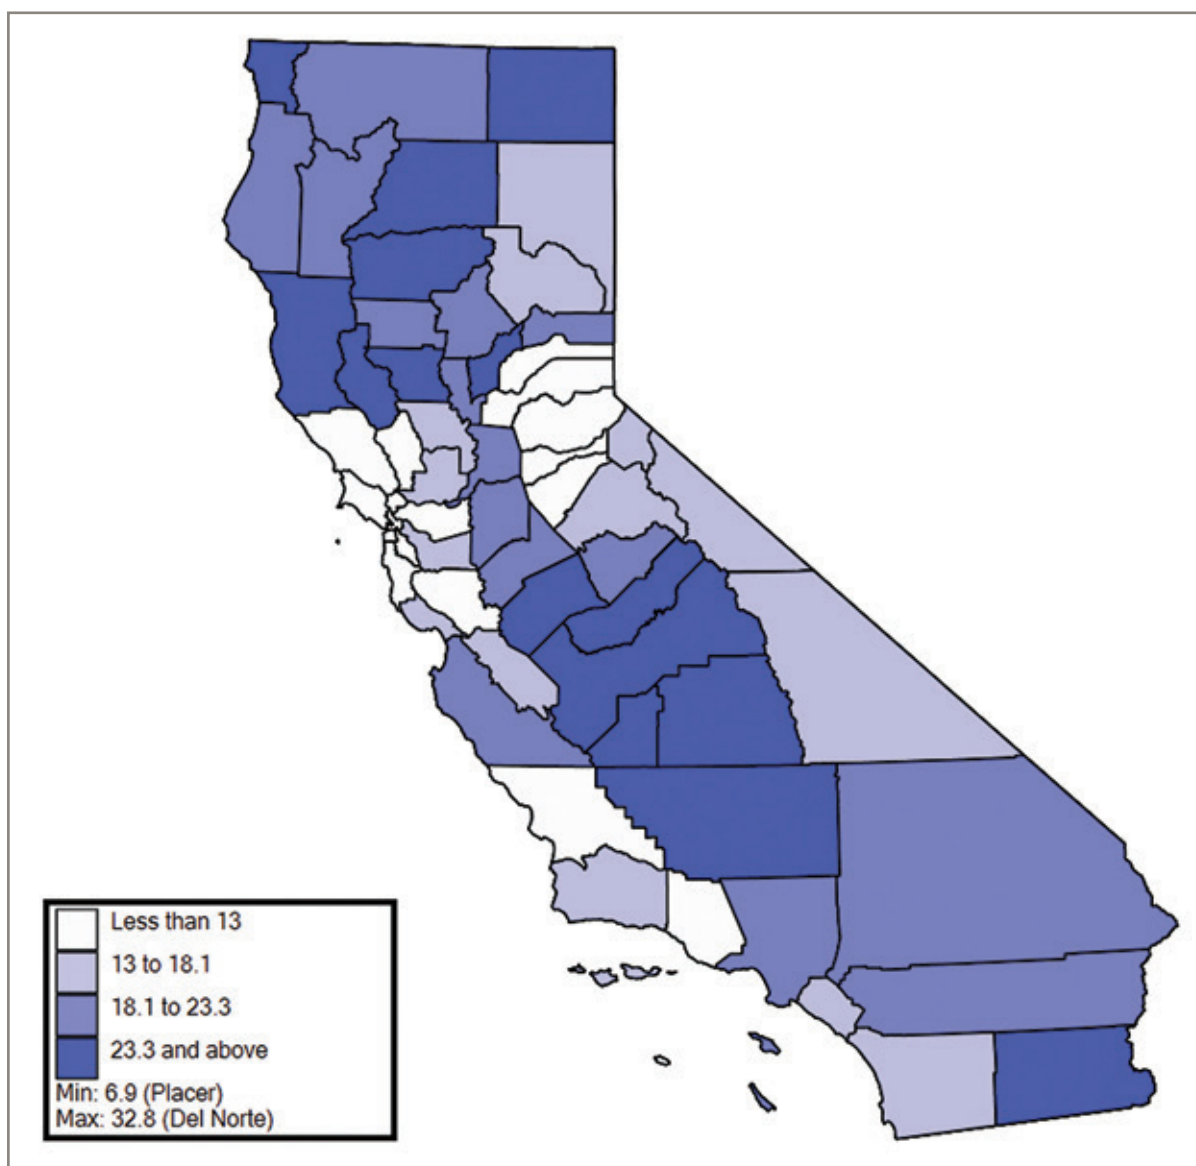 Less than 13
13 to 18.1
18.1 to 23.3
23.3 and above
Min: 6.9 (Placer)
Max: 32.8 (Del Norte)